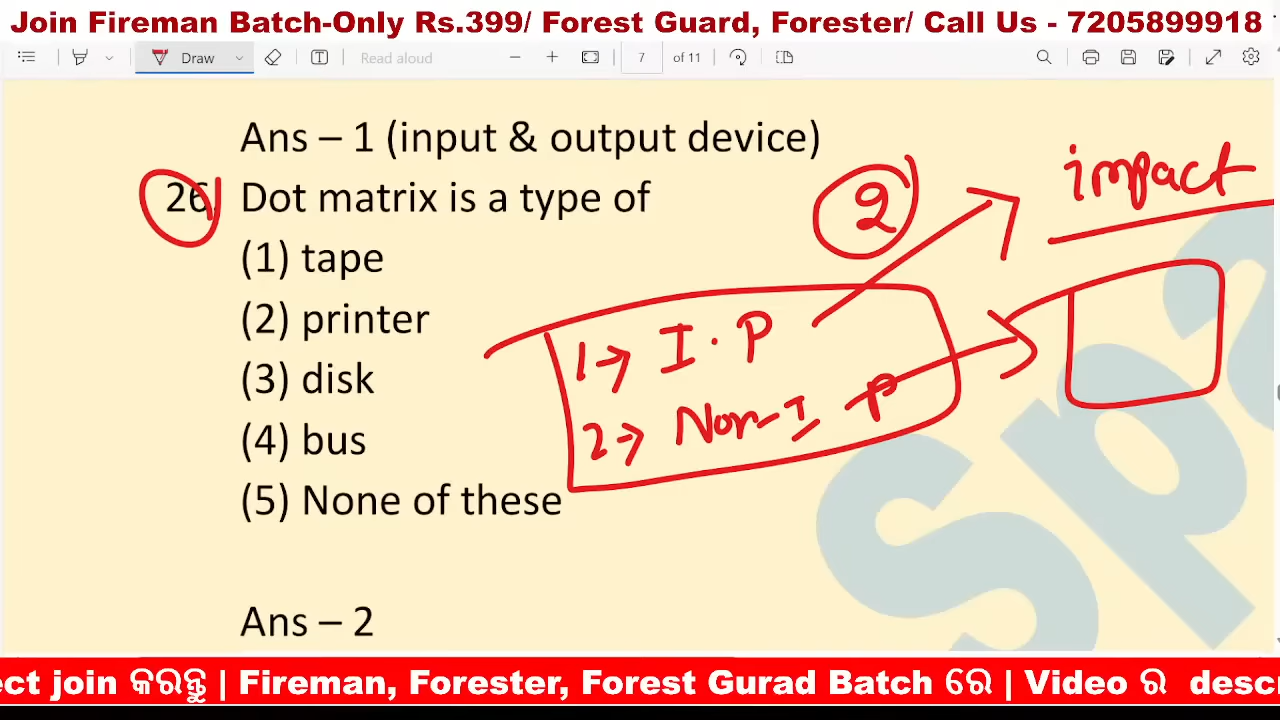 Join Fireman Batch-Only Rs.399/ Forest Guard, Forester/ Call Us - 7205899918
Draw
Read aloud
7 of 11
Ans – 1 (input & output device)
26) Dot matrix is a type of
2
impact
(1) tape
(2) printer
1→ I.P
(3) disk
2→ Non-I P
(4) bus
(5) None of these
Ans – 2
ect join କରନ୍ତୁ | Fireman, Forester, Forest Gurad Batch ରେ | Video ର descr